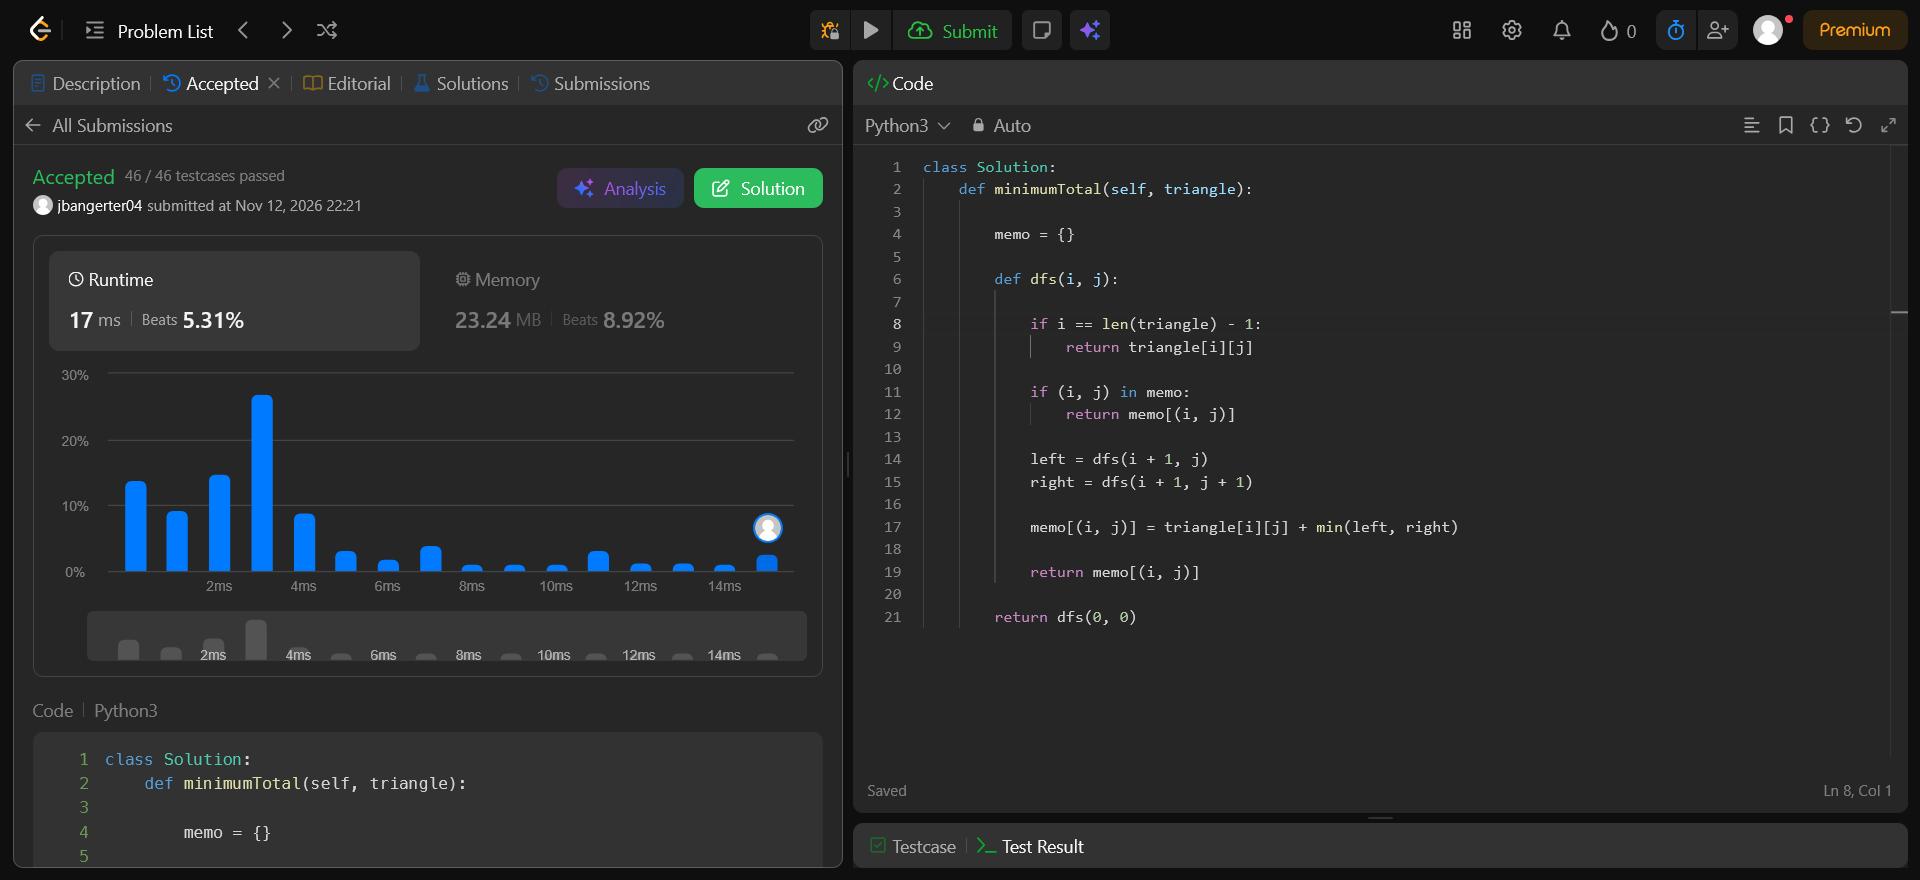 Problem List
Submit
0
Premium
Description
Accepted
Editorial
Solutions
Submissions
All Submissions
Accepted 46 / 46 testcases passed
jbangerter04 submitted at Nov 12, 2026 22:21
Analysis
Solution
Runtime
17 ms Beats 5.31%
Memory
23.24 MB Beats 8.92%
30%
20%
10%
0%
2ms 4ms 6ms 8ms 10ms 12ms 14ms
2ms 4ms 6ms 8ms 10ms 12ms 14ms
Code Python3
1 class Solution:
2     def minimumTotal(self, triangle):
3
4         memo = {}
5
</> Code
Python3
Auto
1 class Solution:
2     def minimumTotal(self, triangle):
3
4         memo = {}
5
6         def dfs(i, j):
7
8             if i == len(triangle) - 1:
9                 return triangle[i][j]
10
11             if (i, j) in memo:
12                 return memo[(i, j)]
13
14             left = dfs(i + 1, j)
15             right = dfs(i + 1, j + 1)
16
17             memo[(i, j)] = triangle[i][j] + min(left, right)
18
19             return memo[(i, j)]
20
21         return dfs(0, 0)
Saved
Ln 8, Col 1
Testcase
Test Result